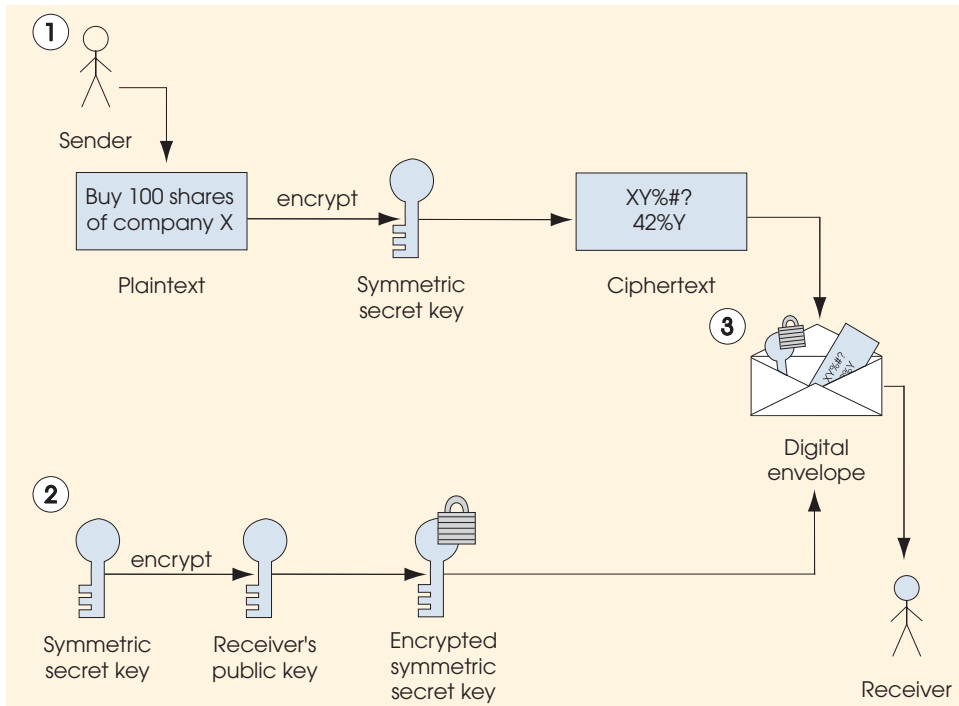 1
Sender
Buy 100 shares
of company X
encrypt
XY%#?
42%Y
Plaintext
Symmetric
secret key
Ciphertext
3
XY%#?
Digital
envelope
2
encrypt
Symmetric
secret key
Receiver's
public key
Encrypted
symmetric
secret key
Receiver